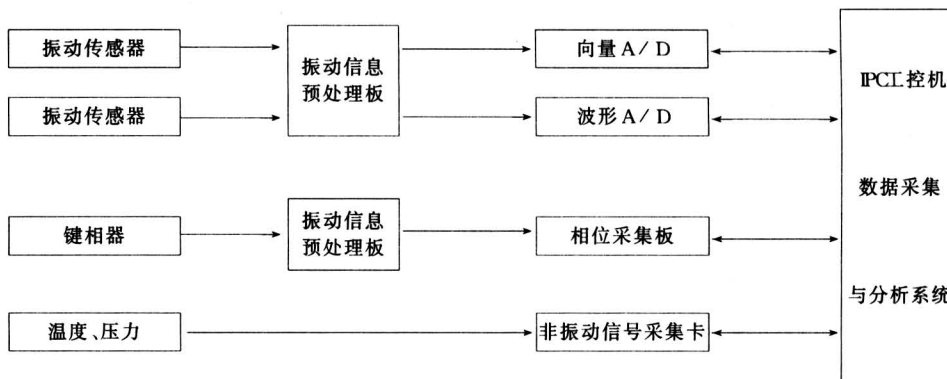 振动传感器
振动信息
预处理板
向量 A/D
IPC工控机
振动传感器
波形 A/D
数据采集
键相器
振动信息
预处理板
相位采集板
与分析系统
温度、压力
非振动信号采集卡